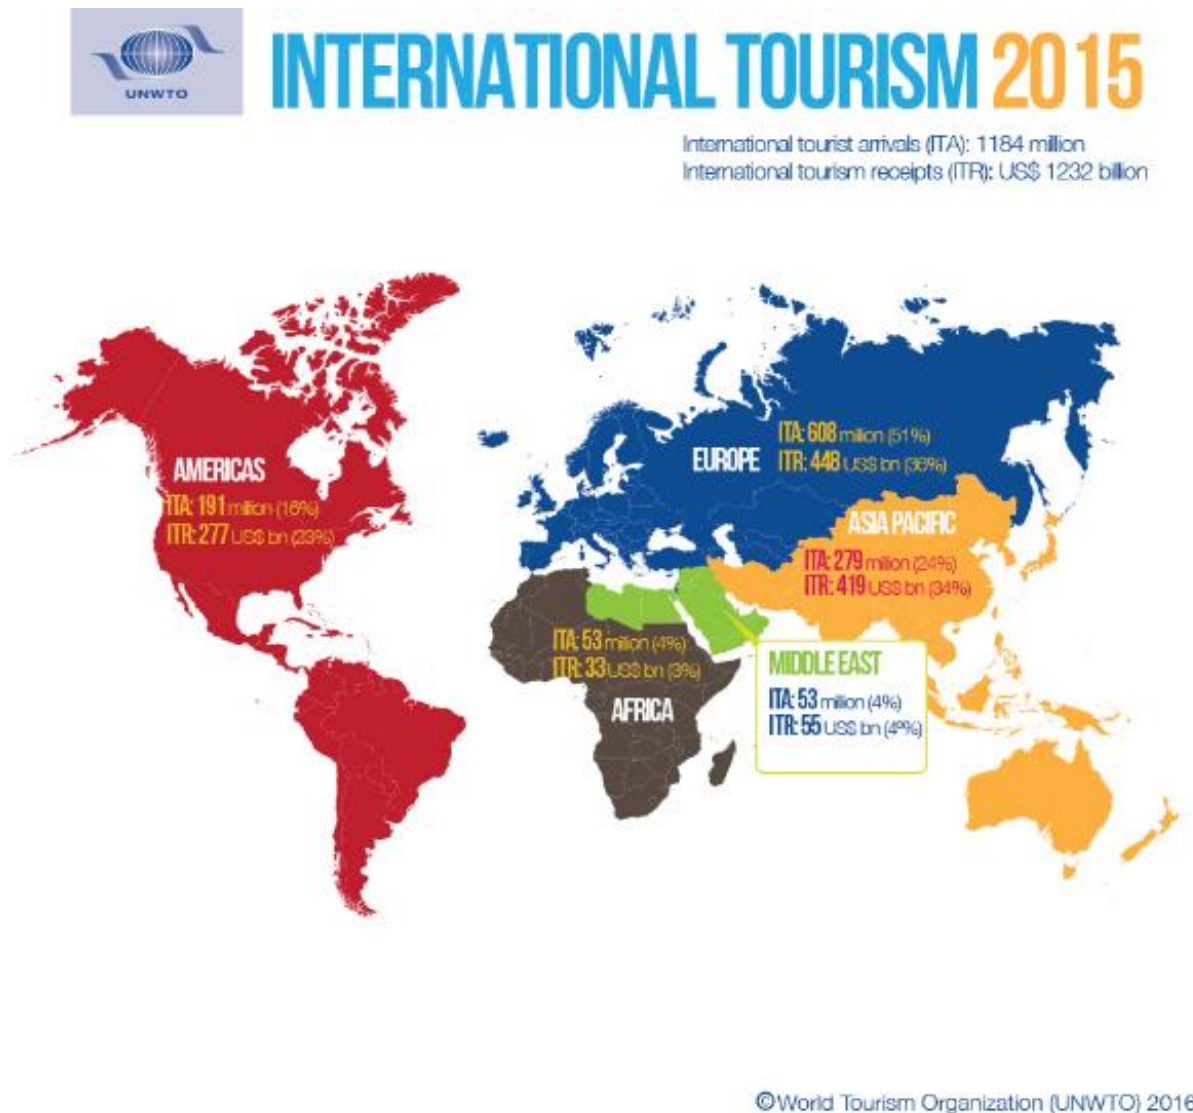 UNWTO
INTERNATIONAL TOURISM 2015
International tourist arrivals (ITA): 1184 million
International tourism receipts (ITR): US$ 1232 billion
AMERICAS
ITA: 191 million (16%)
ITR: 277 US$ bn (23%)
EUROPE
ITA: 608 million (51%)
ITR: 448 US$ bn (36%)
ASIA PACIFIC
ITA: 279 million (24%)
ITR: 419 US$ bn (34%)
ITA: 53 million (4%)
ITR: 33 US$ bn (3%)
AFRICA
MIDDLE EAST
ITA: 53 million (4%)
ITR: 55 US$ bn (4%)
©World Tourism Organization (UNWTO) 2016